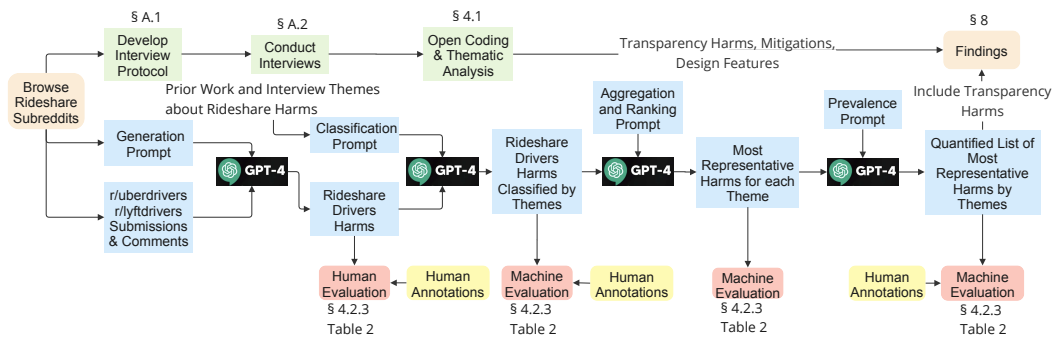 § A.1
Develop
Interview
Protocol
§ A.2
Conduct
Interviews
§ 4.1
Open Coding
& Thematic
Analysis
Transparency Harms, Mitigations,
Design Features
§ 8
Findings
Browse
Rideshare
Subreddits
Prior Work and Interview Themes
about Rideshare Harms
Generation
Prompt
r/uberdrivers
r/lyftdrivers
Submissions
& Comments
GPT-4
Classification
Prompt
Rideshare
Drivers
Harms
GPT-4
Rideshare
Drivers
Harms
Classified by
Themes
Aggregation
and Ranking
Prompt
GPT-4
Most
Representative
Harms for each
Theme
Prevalence
Prompt
GPT-4
Include Transparency
Harms
Quantified List of
Most
Representative
Harms by
Themes
Human
Evaluation
§ 4.2.3
Table 2
Human
Annotations
Machine
Evaluation
§ 4.2.3
Table 2
Human
Annotations
Machine
Evaluation
§ 4.2.3
Table 2
Human
Annotations
Machine
Evaluation
§ 4.2.3
Table 2